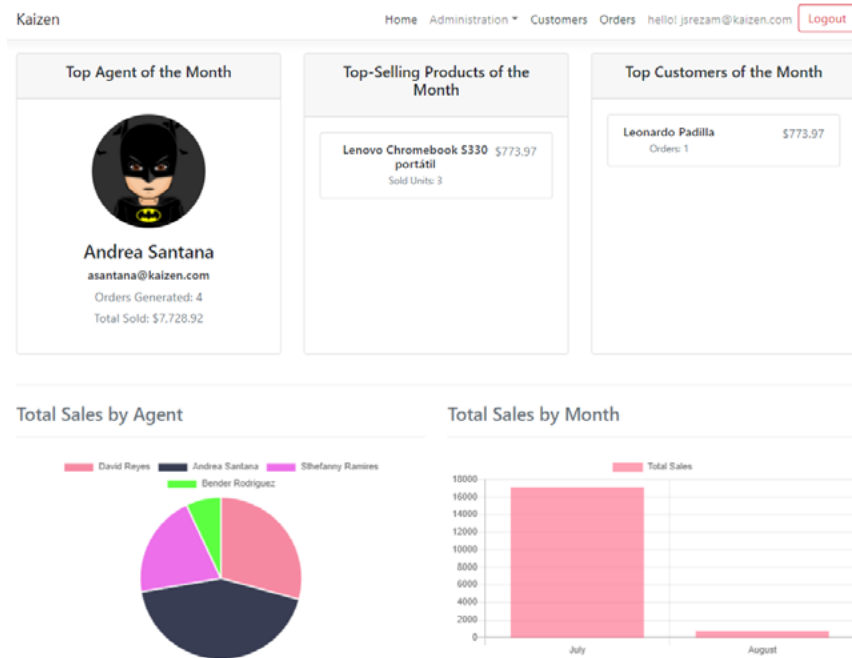 Kaizen Home Administration Customers Orders hello! jsrezam@kaizen.com Logout
Top Agent of the Month
Andrea Santana
asantana@kaizen.com
Orders Generated: 4
Total Sold: $7,728.92
Top-Selling Products of the
Month
Lenovo Chromebook S330 $773.97
portátil
Sold Units: 3
Top Customers of the Month
Leonardo Padilla $773.97
Orders: 1
Total Sales by Agent
David Reyes Andrea Santana Sthefanny Ramires
Bender Rodriguez
Total Sales by Month
Total Sales
18000
16000
14000
12000
10000
8000
6000
4000
2000
0
July August